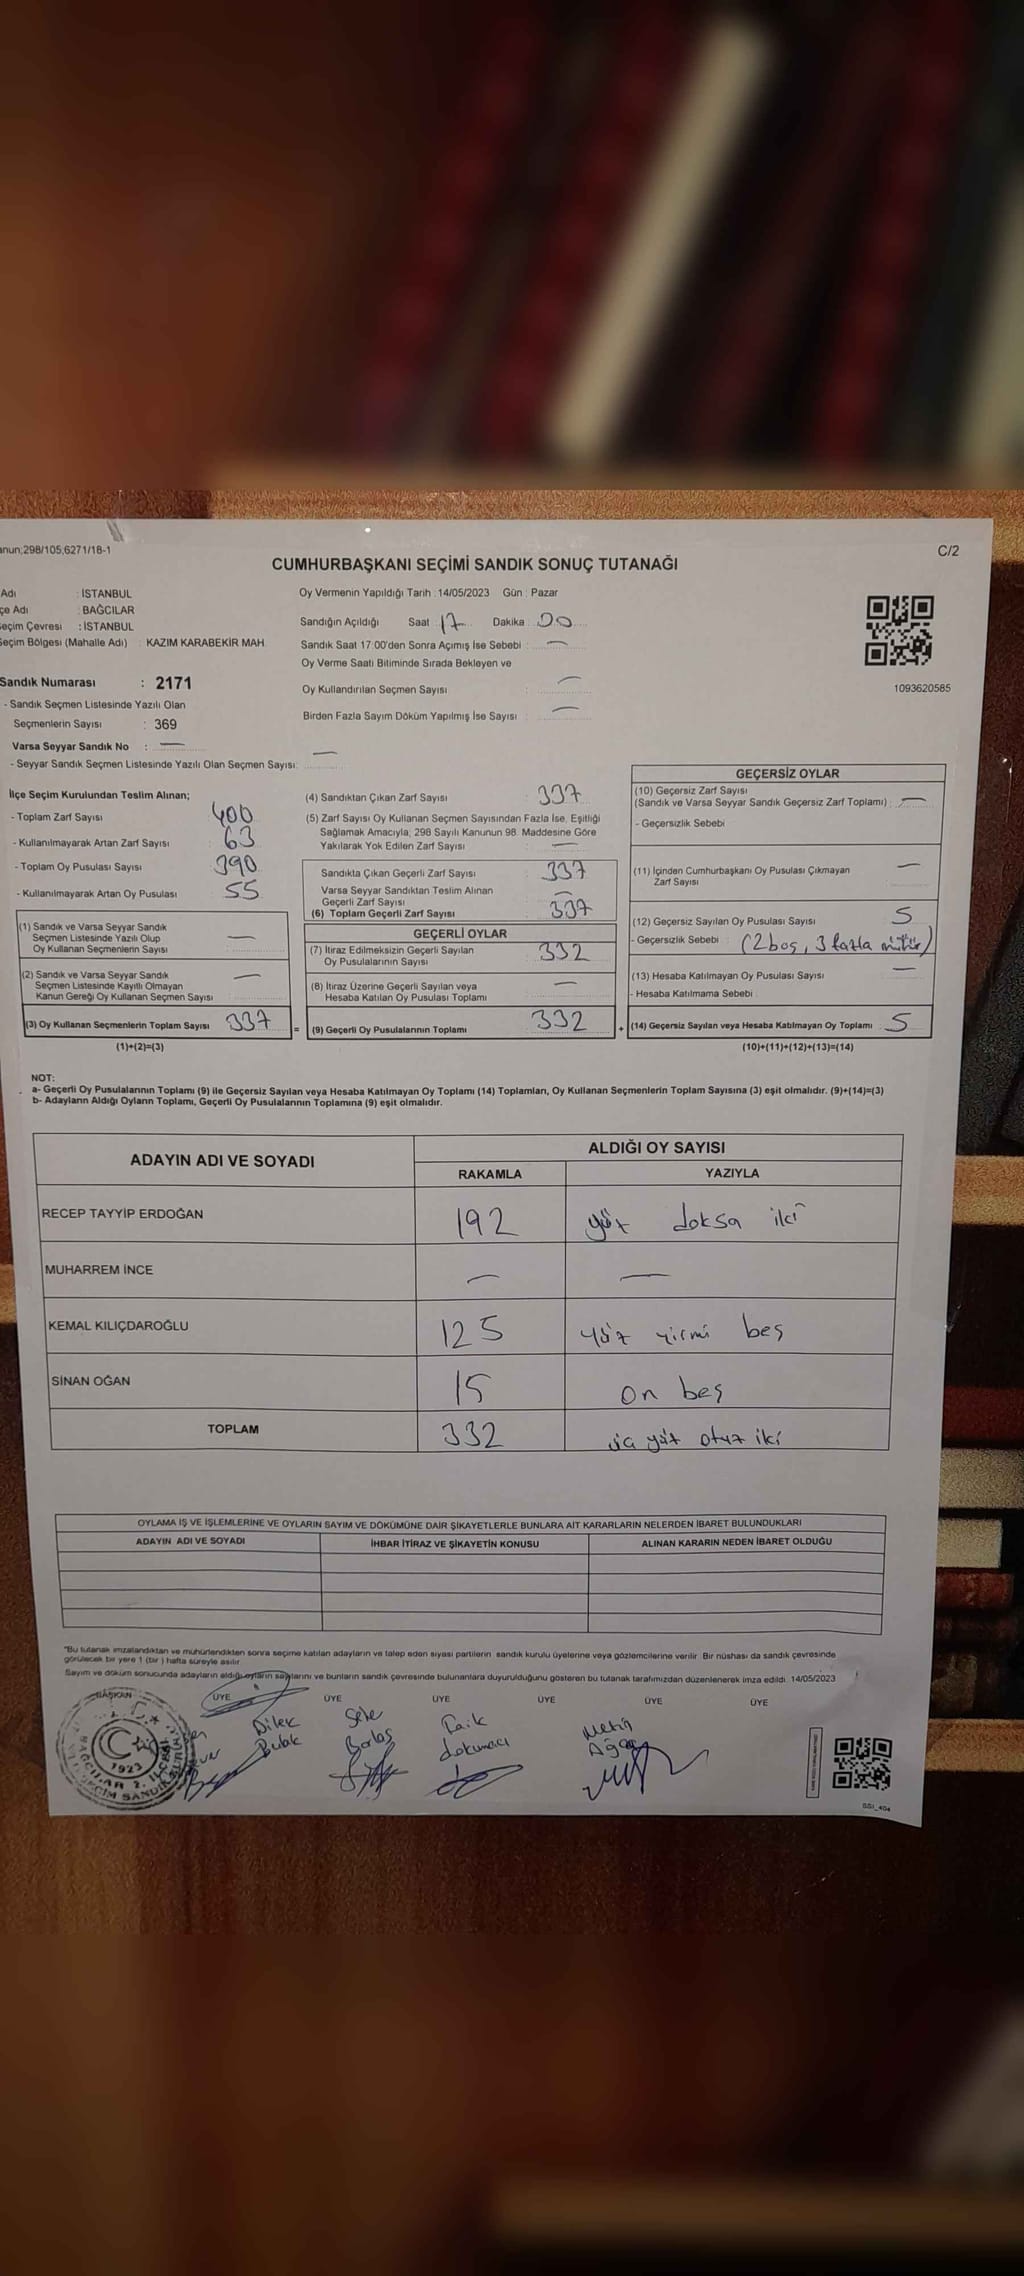 anun;298/105;6271/18-1
C/2
CUMHURBAŞKANI SEÇİMİ SANDIK SONUÇ TUTANAĞI
Adı : İSTANBUL
çe Adı : BAĞCILAR
Seçim Çevresi : İSTANBUL
Seçim Bölgesi (Mahalle Adı) : KAZIM KARABEKİR MAH.
Sandık Numarası : 2171
- Sandık Seçmen Listesinde Yazılı Olan
Seçmenlerin Sayısı : 369
Varsa Seyyar Sandık No : —
- Seyyar Sandık Seçmen Listesinde Yazılı Olan Seçmen Sayısı: —
Oy Vermenin Yapıldığı Tarih : 14/05/2023 Gün : Pazar
Sandığın Açıldığı Saat : 17 Dakika : 00
Sandık Saat 17:00'den Sonra Açımış İse Sebebi : —
Oy Verme Saati Bitiminde Sırada Bekleyen ve
Oy Kullandırılan Seçmen Sayısı : —
Birden Fazla Sayım Döküm Yapılmış İse Sayısı : —
1093620585
İlçe Seçim Kurulundan Teslim Alınan;
- Toplam Zarf Sayısı 400
- Kullanılmayarak Artan Zarf Sayısı 63
- Toplam Oy Pusulası Sayısı 390
- Kullanılmayarak Artan Oy Pusulası 55
(1) Sandık ve Varsa Seyyar Sandık
Seçmen Listesinde Yazılı Olup
Oy Kullanan Seçmenlerin Sayısı —
(2) Sandık ve Varsa Seyyar Sandık
Seçmen Listesinde Kayıtlı Olmayan
Kanun Gereği Oy Kullanan Seçmen Sayısı —
(3) Oy Kullanan Seçmenlerin Toplam Sayısı 337
(1)+(2)=(3)
=
(4) Sandıktan Çıkan Zarf Sayısı 337
(5) Zarf Sayısı Oy Kullanan Seçmen Sayısından Fazla İse, Eşitliği
Sağlamak Amacıyla, 298 Sayılı Kanunun 98. Maddesine Göre
Yakılarak Yok Edilen Zarf Sayısı —
Sandıkta Çıkan Geçerli Zarf Sayısı 337
Varsa Seyyar Sandıktan Teslim Alınan
Geçerli Zarf Sayısı —
(6) Toplam Geçerli Zarf Sayısı 337
GEÇERLİ OYLAR
(7) İtiraz Edilmeksizin Geçerli Sayılan
Oy Pusulalarının Sayısı 332
(8) İtiraz Üzerine Geçerli Sayılan veya
Hesaba Katılan Oy Pusulası Toplamı —
(9) Geçerli Oy Pusulalarının Toplamı 332
+
GEÇERSİZ OYLAR
(10) Geçersiz Zarf Sayısı
(Sandık ve Varsa Seyyar Sandık Geçersiz Zarf Toplamı) : —
- Geçersizlik Sebebi :
(11) İçinden Cumhurbaşkanı Oy Pusulası Çıkmayan
Zarf Sayısı —
(12) Geçersiz Sayılan Oy Pusulası Sayısı 5
- Geçersizlik Sebebi : (2 boş, 3 fazla mühür)
(13) Hesaba Katılmayan Oy Pusulası Sayısı —
- Hesaba Katılmama Sebebi
(14) Geçersiz Sayılan veya Hesaba Katılmayan Oy Toplamı : 5
(10)+(11)+(12)+(13)=(14)
NOT:
a- Geçerli Oy Pusulalarının Toplamı (9) ile Geçersiz Sayılan veya Hesaba Katılmayan Oy Toplamı (14) Toplamları, Oy Kullanan Seçmenlerin Toplam Sayısına (3) eşit olmalıdır. (9)+(14)=(3)
b- Adayların Aldığı Oyların Toplamı, Geçerli Oy Pusulalarının Toplamına (9) eşit olmalıdır.
ADAYIN ADI VE SOYADI
ALDIĞI OY SAYISI
RAKAMLA YAZIYLA
RECEP TAYYİP ERDOĞAN 192 yüz doksa iki
MUHARREM İNCE — —
KEMAL KILIÇDAROĞLU 125 yüz yirmi beş
SİNAN OĞAN 15 on beş
TOPLAM 332 üç yüz otuz iki
OYLAMA İŞ VE İŞLEMLERİNE VE OYLARIN SAYIM VE DÖKÜMÜNE DAİR ŞİKAYETLERLE BUNLARA AİT KARARLARIN NELERDEN İBARET BULUNDUKLARI
ADAYIN ADI VE SOYADI İHBAR İTİRAZ VE ŞİKAYETİN KONUSU ALINAN KARARIN NEDEN İBARET OLDUĞU
*Bu tutanak imzalandıktan ve mühürlendikten sonra seçime katılan adayların ve talep eden siyasi partilerin sandık kurulu üyelerine veya gözlemcilerine verilir. Bir nüshası da sandık çevresinde
görülecek bir yere 1 (bir) hafta süreyle asılır.
Sayım ve döküm sonucunda adayların aldığı oyların sayılarını ve bunların sandık çevresinde bulunanlara duyurulduğunu gösteren bu tutanak tarafımızdan düzenlenerek imza edildi. 14/05/2023
BAŞKAN ÜYE ÜYE ÜYE ÜYE ÜYE ÜYE
Dilek
Bulak
Faik
dokumacı
Metin
1923
BAĞCILAR 2. İLÇE
SEÇİM SANDIK KURULU
SSI_404